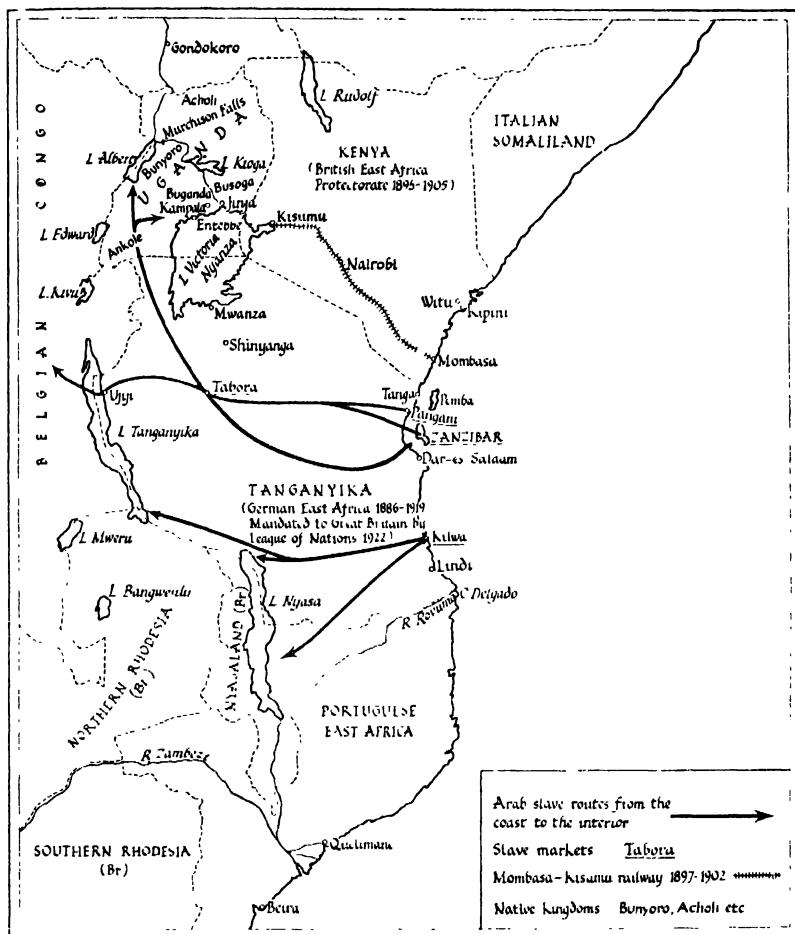 Gondokoro
Acholi
Murchison Falls
L Rudolf
ITALIAN
SOMALILAND
BELGIAN CONGO
L Albert
Bunyoro
UGANDA
L Kioga
KENYA
(British East Africa
Protectorate 1895-1905)
Buganda
Busoga
Kampala
Jinja
Entebbe
Kisumu
L Edward
Ankole
L Victoria
Nyanza
Nairobi
L Kivu
Mwanza
Witu
Kipini
Shinyanga
Mombasa
Ujiji
Tabora
Tanga
Pemba
Pangani
ZANZIBAR
L Tanganyika
Dar-es Salaam
TANGANYIKA
(German East Africa 1886-1919
Mandated to Great Britain by
League of Nations 1922)
L Mweru
Kilwa
Lindi
L Bangweulu
L Nyasa
C Delgado
R Rovuma
NYASALAND (Br)
NORTHERN RHODESIA
(Br)
PORTUGUESE
EAST AFRICA
R Zambezi
SOUTHERN RHODESIA
(Br)
Quilimani
Beira
Arab slave routes from the
coast to the interior
Slave markets Tabora
Mombasa-Kisumu railway 1897-1902
Native kingdoms Bunyoro, Acholi etc